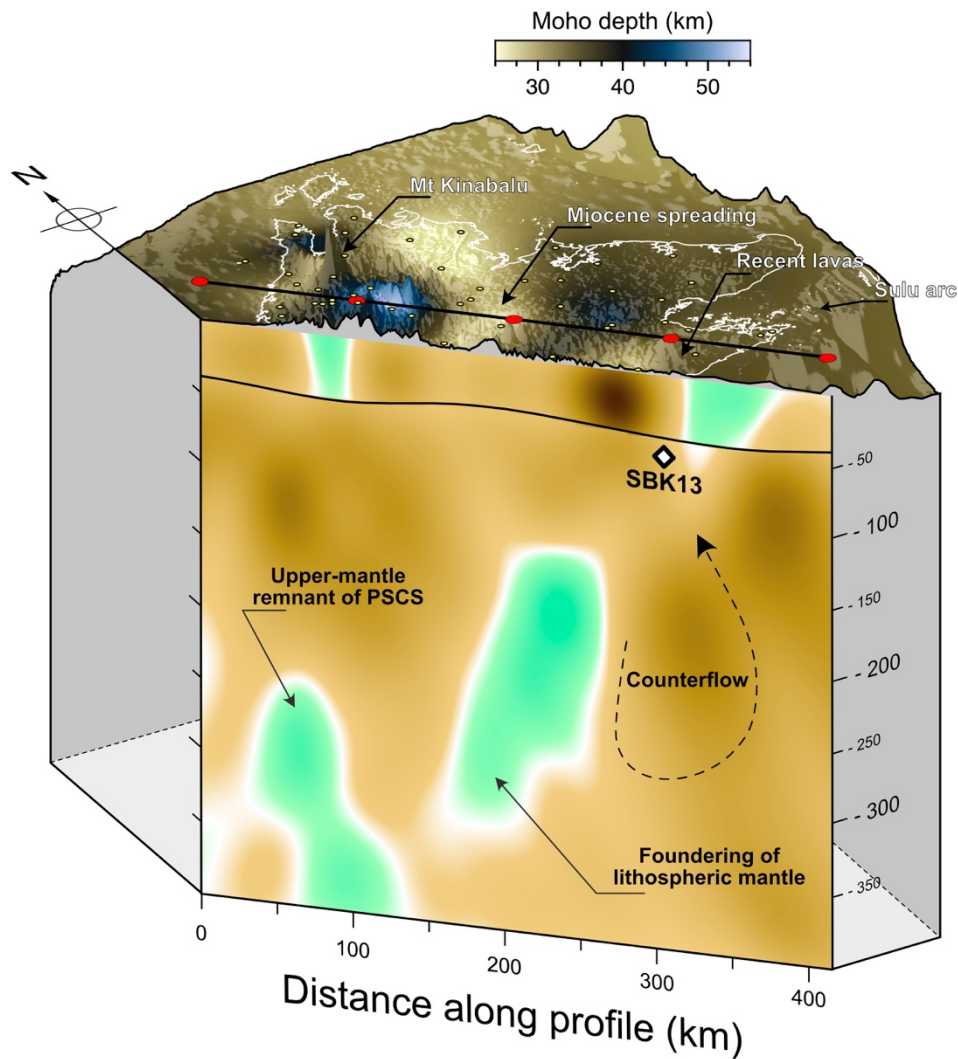 Moho depth (km)
30 40 50
N
Mt Kinabalu
Miocene spreading
Recent lavas
Sulu arc
SBK13
Upper-mantle
remnant of PSCS
Counterflow
Foundering of
lithospheric mantle
- 50
- 100
- 150
- 200
- 250
- 300
- 350
0 100 200 300 400
Distance along profile (km)